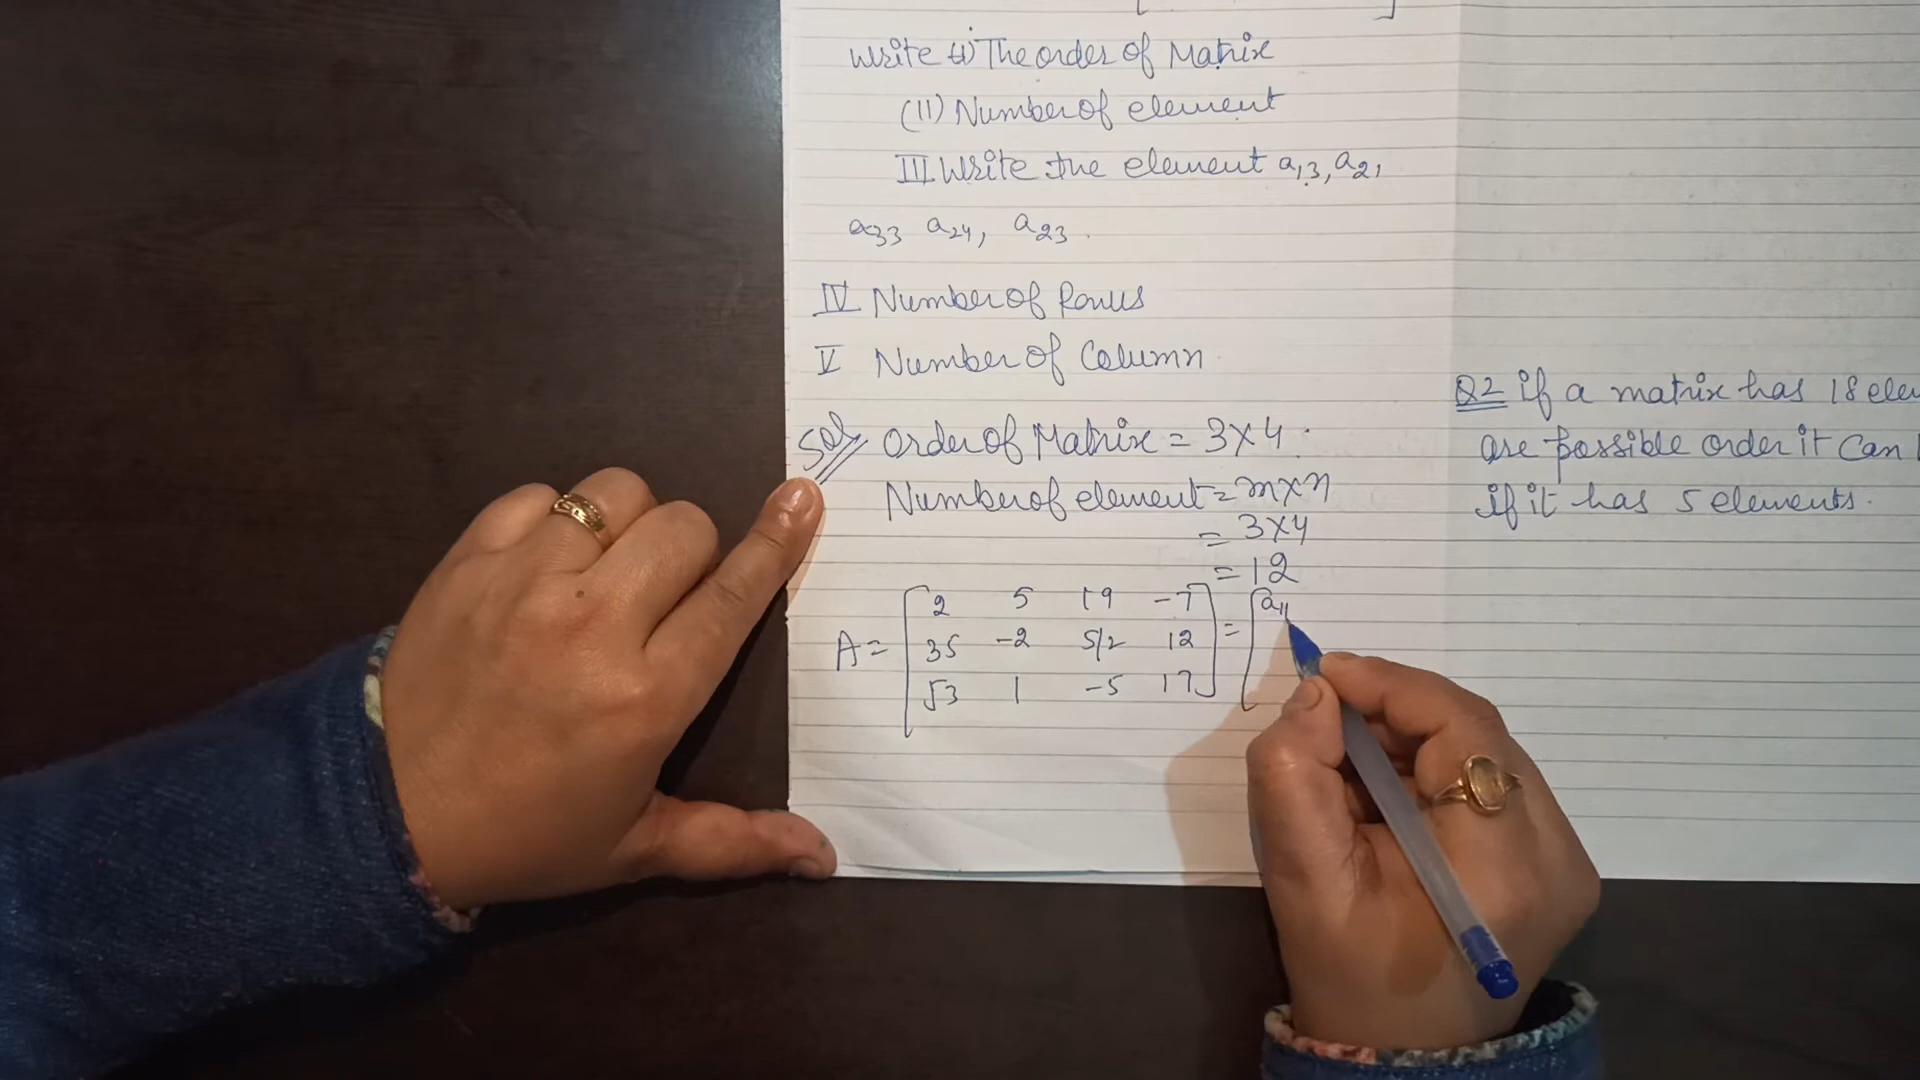 Write (i) The order of Matrix
(II) Number of element
III. Write the element a13, a21
a33 a24, a23.
IV Number of Rows
V Number of Column
Sol Order of Matrix = 3×4.
Number of element = m×n
= 3×4
= 12
A = [ 2 5 19 -7 ] = [ a11
35 -2 5/2 12
√3 1 -5 17
Q2 if a matrix has 18
are possible order it can
if it has 5 elements.